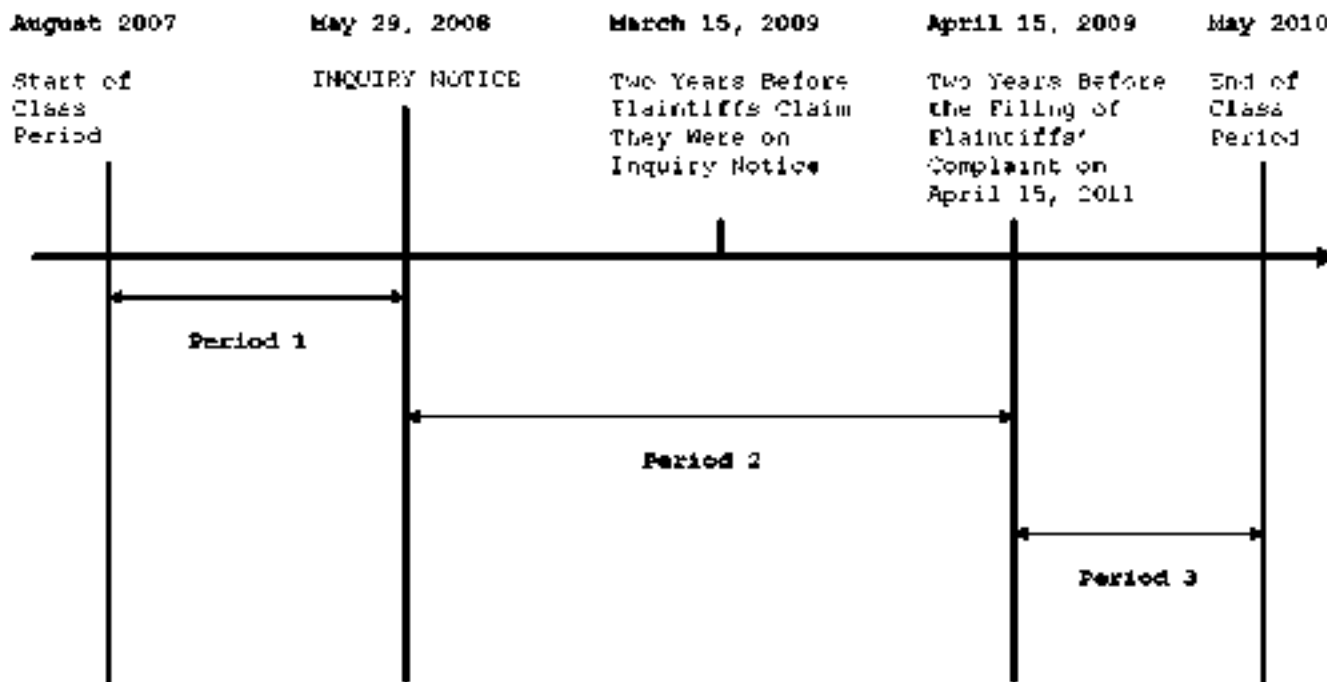 August 2007
Start of
Class
Period
May 29, 2008
INQUIRY NOTICE
March 15, 2009
Two Years Before
Plaintiffs Claim
They Were on
Inquiry Notice
April 15, 2009
Two Years Before
the Filing of
Plaintiffs'
Complaint on
April 15, 2011
May 2010
End of
Class
Period
Period 1
Period 2
Period 3